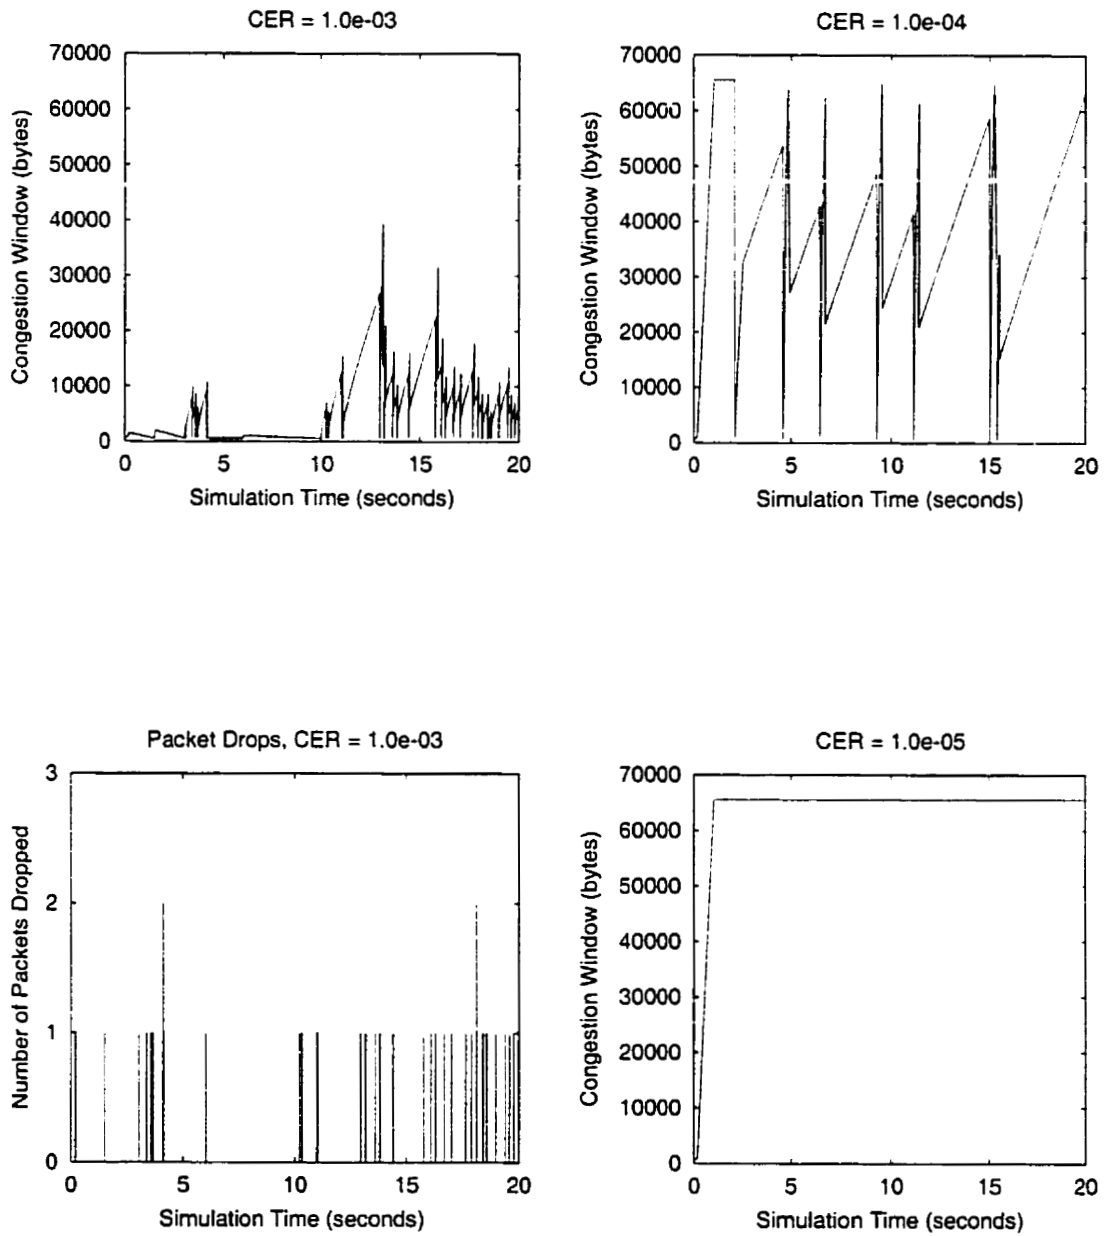 CER = 1.0e-03
70000
60000
50000
40000
30000
20000
10000
0
Congestion Window (bytes)
0 5 10 15 20
Simulation Time (seconds)
CER = 1.0e-04
70000
60000
50000
40000
30000
20000
10000
0
Congestion Window (bytes)
0 5 10 15 20
Simulation Time (seconds)
Packet Drops, CER = 1.0e-03
3
2
1
0
Number of Packets Dropped
0 5 10 15 20
Simulation Time (seconds)
CER = 1.0e-05
70000
60000
50000
40000
30000
20000
10000
0
Congestion Window (bytes)
0 5 10 15 20
Simulation Time (seconds)